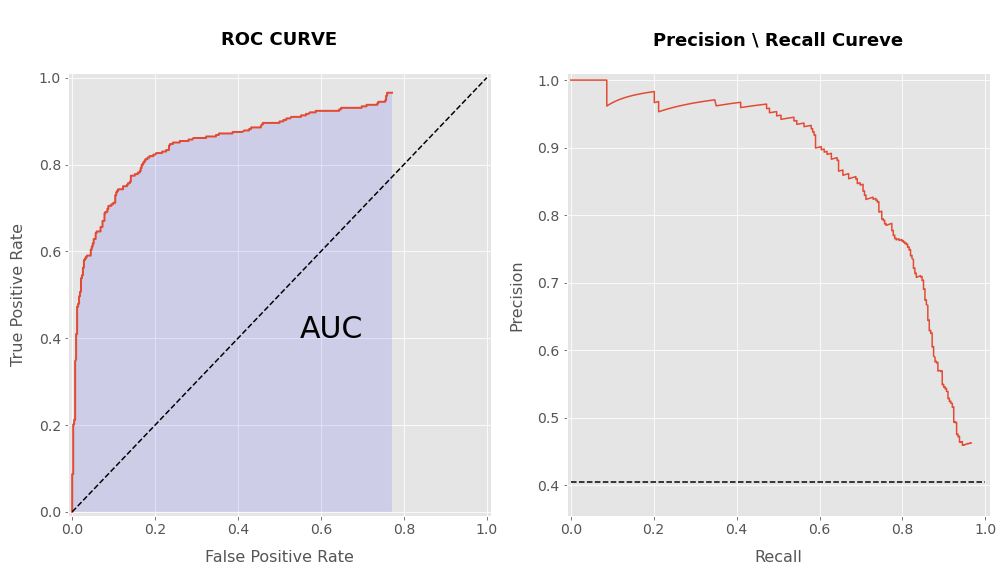 ROC CURVE
1.0
0.8
0.6
0.4
0.2
0.0
True Positive Rate
AUC
0.0 0.2 0.4 0.6 0.8 1.0
False Positive Rate
Precision \ Recall Cureve
1.0
0.9
0.8
0.7
0.6
0.5
0.4
Precision
0.0 0.2 0.4 0.6 0.8 1.0
Recall